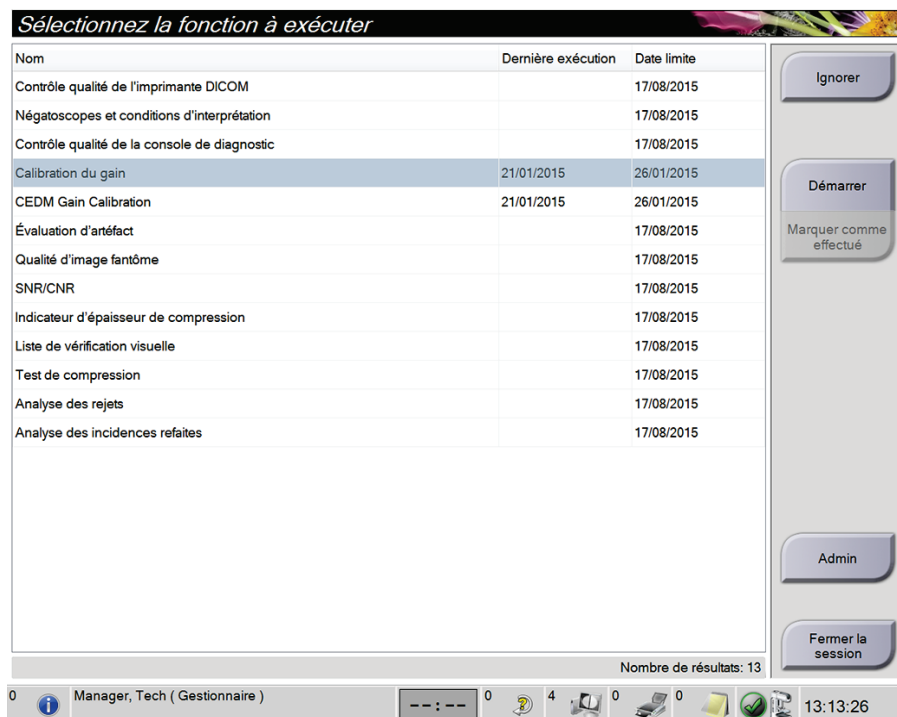 Sélectionnez la fonction à exécuter
Nom Dernière exécution Date limite
Contrôle qualité de l'imprimante DICOM 17/08/2015
Négatoscopes et conditions d'interprétation 17/08/2015
Contrôle qualité de la console de diagnostic 17/08/2015
Calibration du gain 21/01/2015 26/01/2015
CEDM Gain Calibration 21/01/2015 26/01/2015
Évaluation d'artéfact 17/08/2015
Qualité d'image fantôme 17/08/2015
SNR/CNR 17/08/2015
Indicateur d'épaisseur de compression 17/08/2015
Liste de vérification visuelle 17/08/2015
Test de compression 17/08/2015
Analyse des rejets 17/08/2015
Analyse des incidences refaites 17/08/2015
Nombre de résultats: 13
Ignorer
Démarrer
Marquer comme
effectué
Admin
Fermer la
session
0 Manager, Tech ( Gestionnaire ) --:-- 0 4 0 0 13:13:26